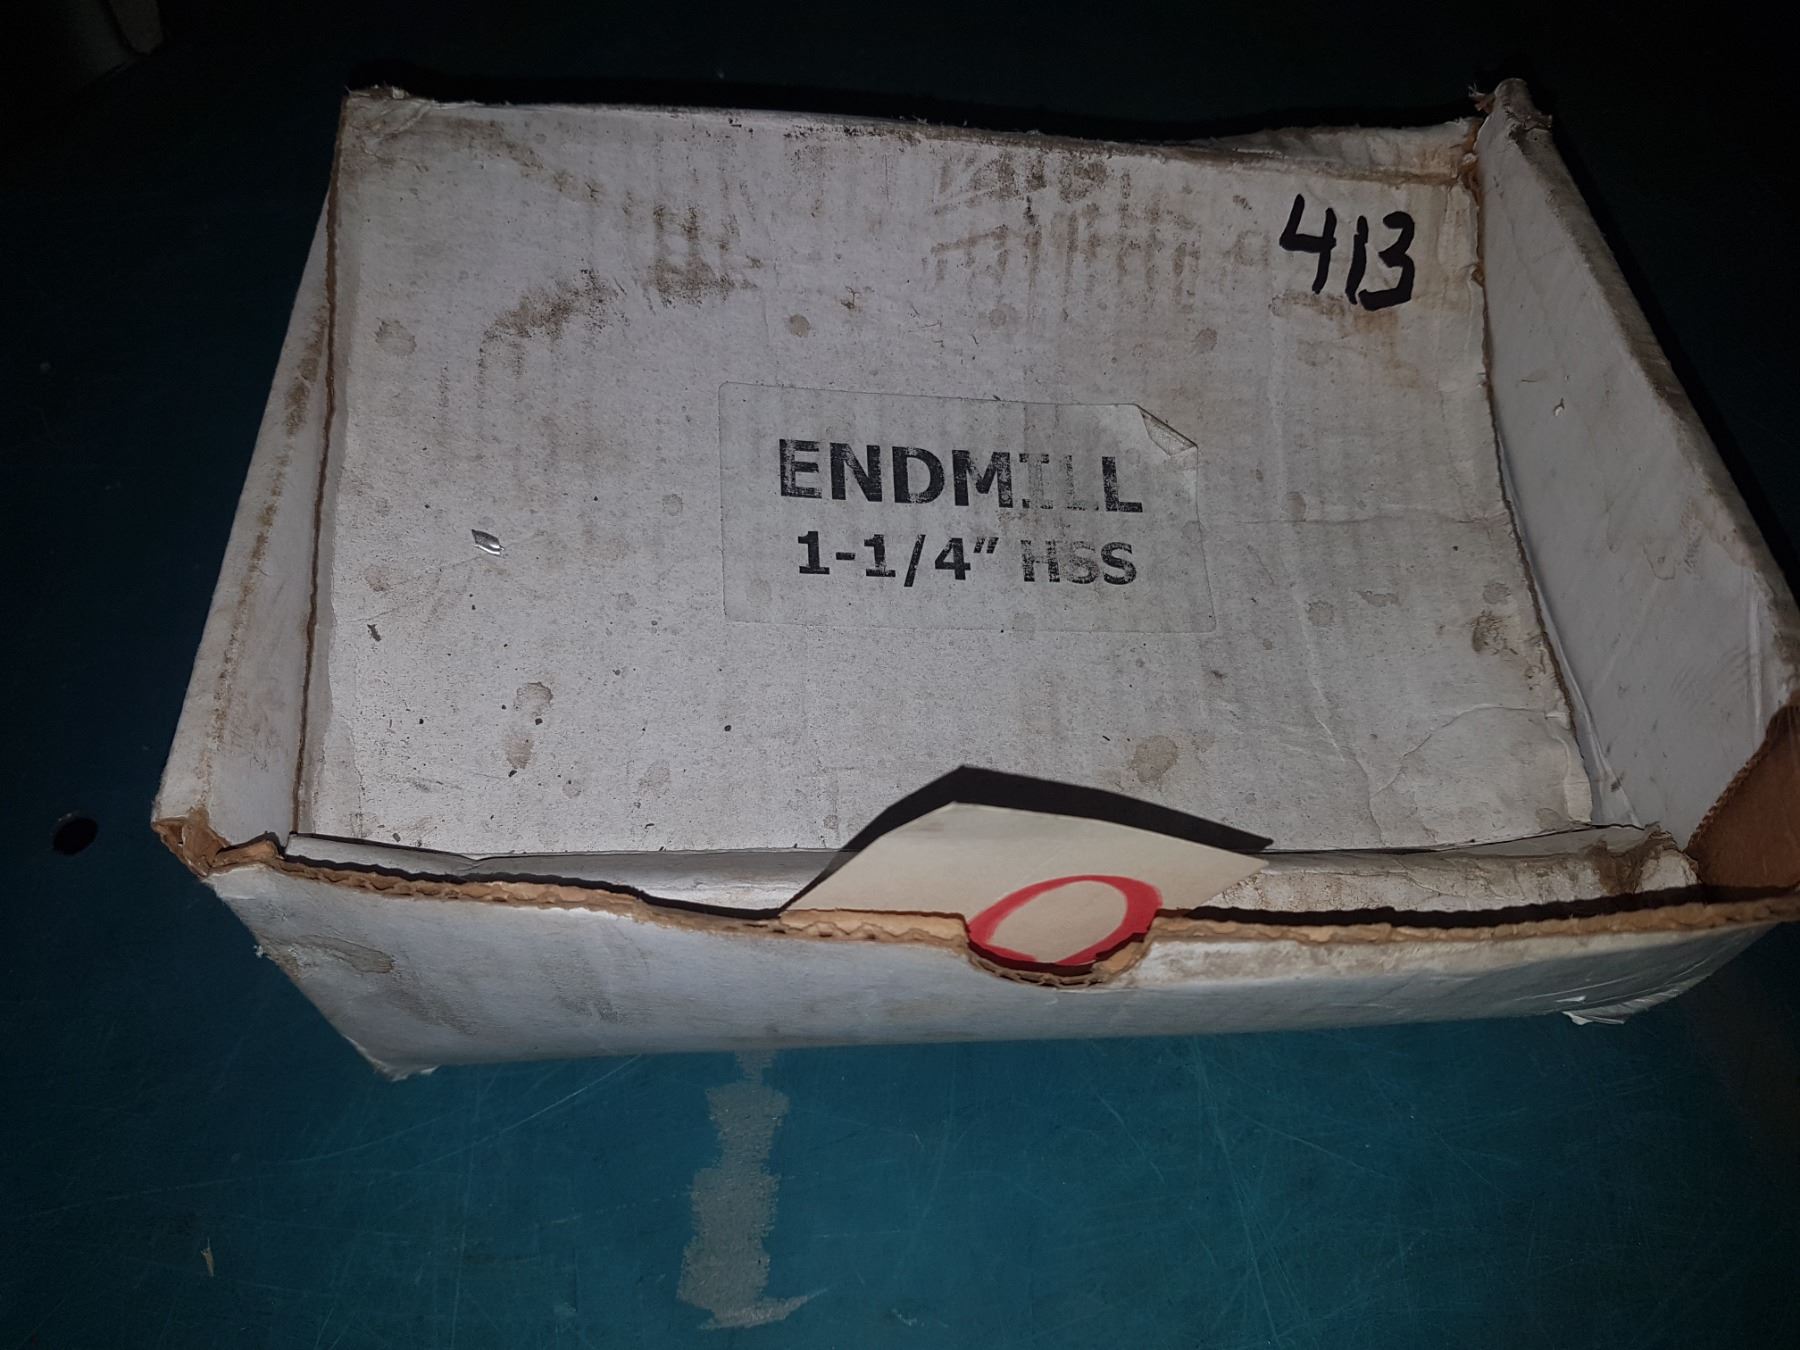 413
ENDMILL
1-1/4” HSS